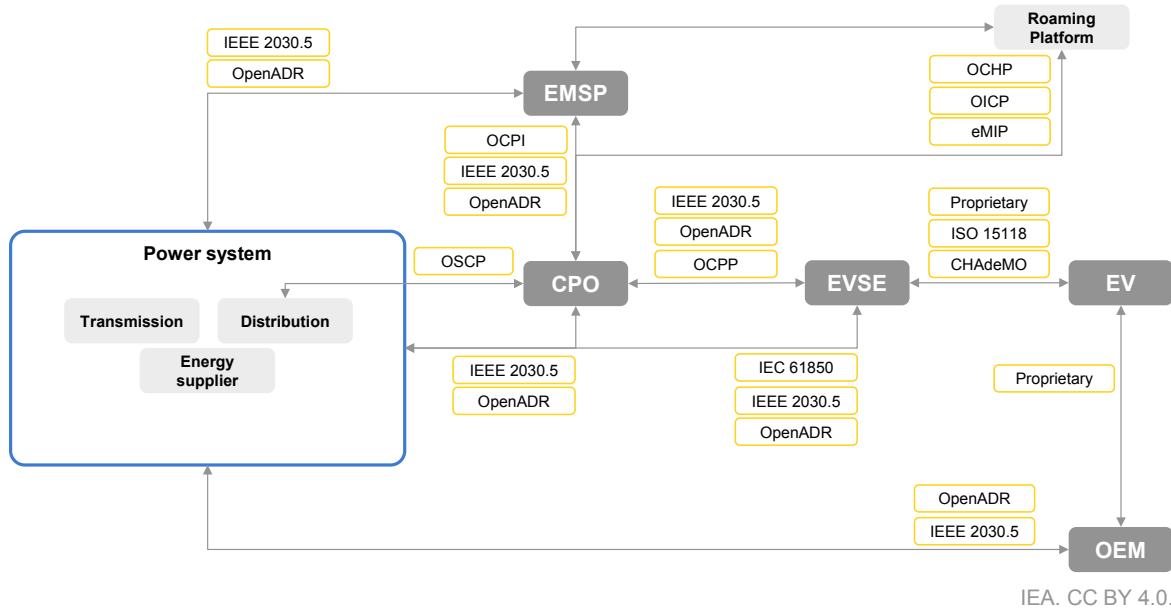 Roaming
Platform
IEEE 2030.5
OpenADR
EMSP
OCHP
OICP
eMIP
OCPI
IEEE 2030.5
OpenADR
IEEE 2030.5
OpenADR
OCPP
Proprietary
ISO 15118
CHAdeMO
Power system
OSCP
CPO
EVSE
EV
Transmission
Distribution
Energy
supplier
IEEE 2030.5
OpenADR
IEC 61850
IEEE 2030.5
OpenADR
Proprietary
OpenADR
IEEE 2030.5
OEM
IEA. CC BY 4.0.